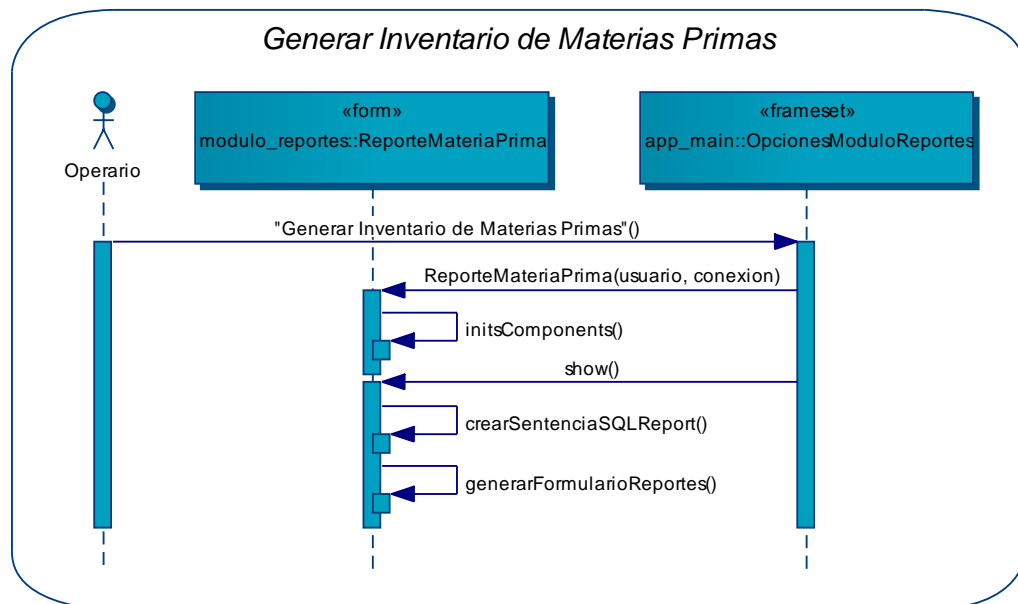 Generar Inventario de Materias Primas
«form»
modulo_reportes::ReporteMateriaPrima
«frameset»
app_main::OpcionesModuloReportes
Operario
"Generar Inventario de Materias Primas"()
ReporteMateriaPrima(usuario, conexion)
initsComponents()
show()
crearSentenciaSQLReport()
generarFormularioReportes()